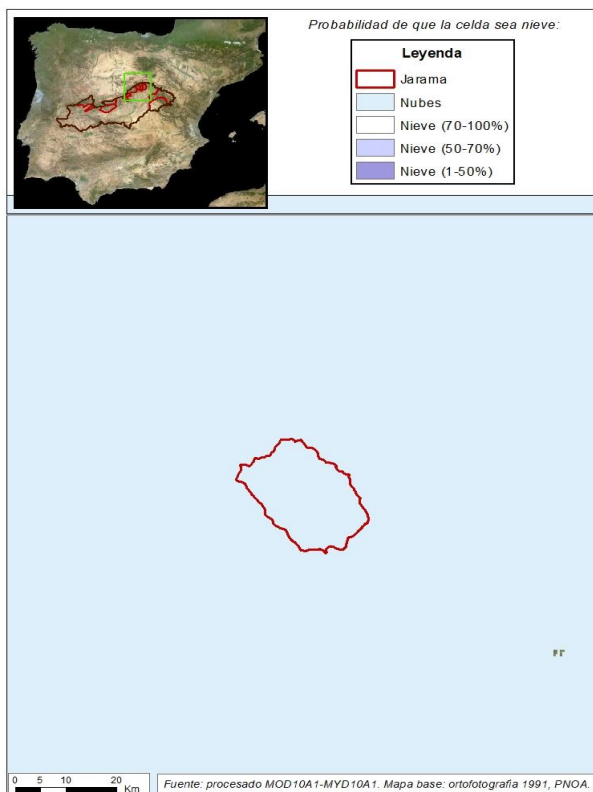 Probabilidad de que la celda sea nieve:
Leyenda
Jarama
Nubes
Nieve (70-100%)
Nieve (50-70%)
Nieve (1-50%)
0 5 10 20
Km
Fuente: procesado MOD10A1-MYD10A1. Mapa base: ortofotografía 1991, PNOA.